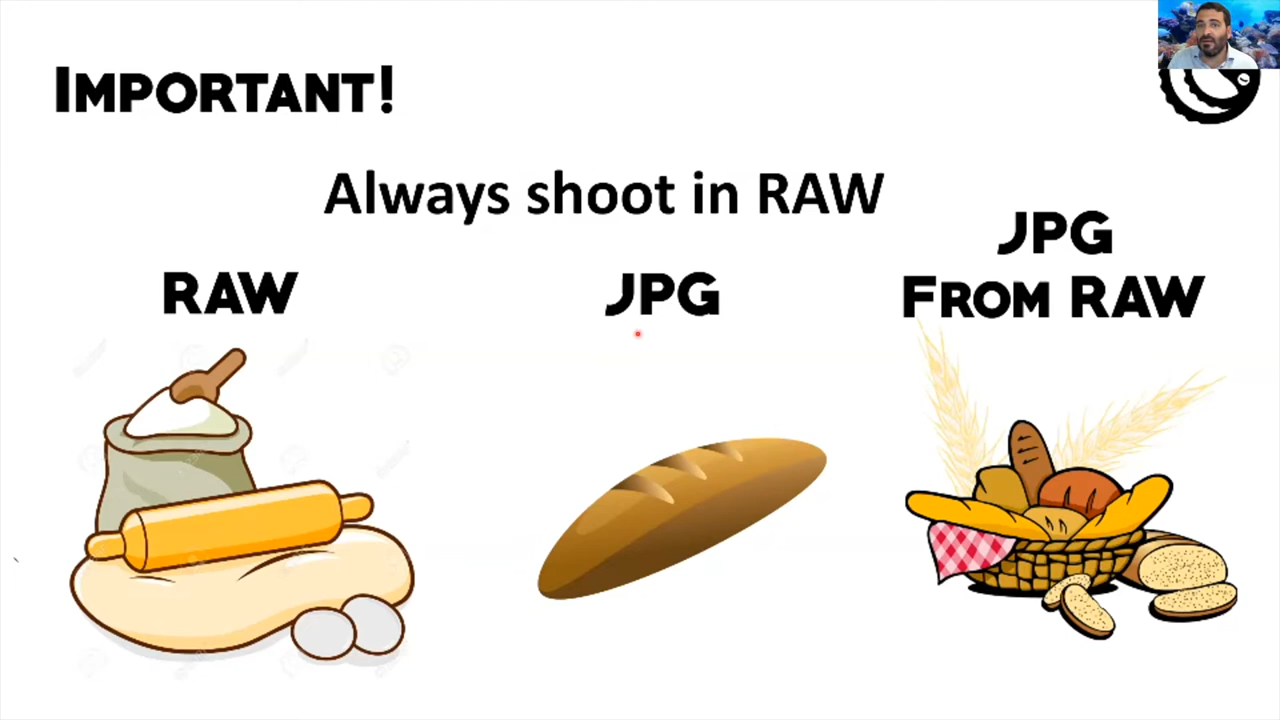 IMPORTANT!
Always shoot in RAW
RAW
JPG
JPG
FROM RAW